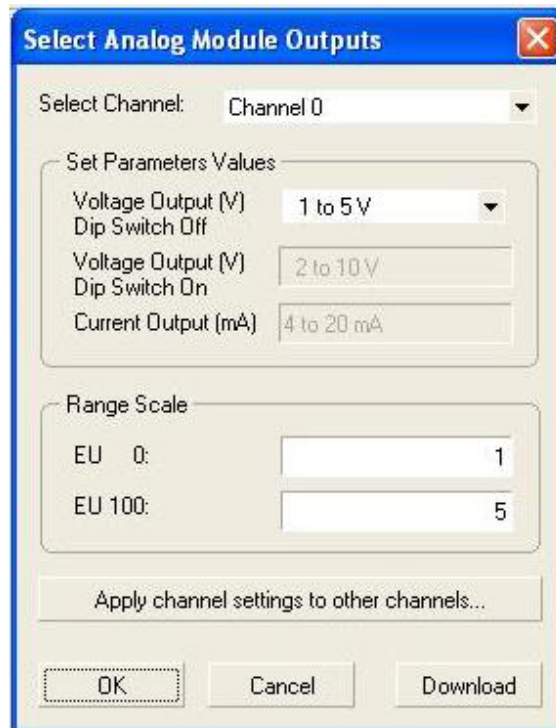 Select Analog Module Outputs
Select Channel: Channel 0
Set Parameters Values
Voltage Output (V)
Dip Switch Off
1 to 5 V
Voltage Output (V)
Dip Switch On
2 to 10 V
Current Output (mA) 4 to 20 mA
Range Scale
EU 0: 1
EU 100: 5
Apply channel settings to other channels...
OK Cancel Download